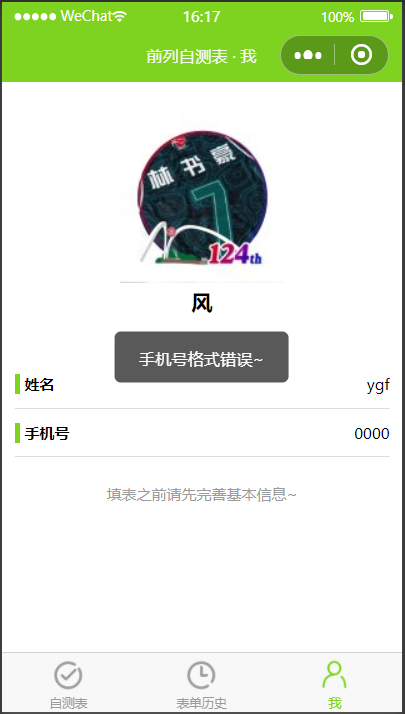 WeChat 16:17 100%
前列自测表 · 我
林书豪
7
124th
风
手机号格式错误~
姓名 ygf
手机号 0000
填表之前请先完善基本信息~
自测表 表单历史 我